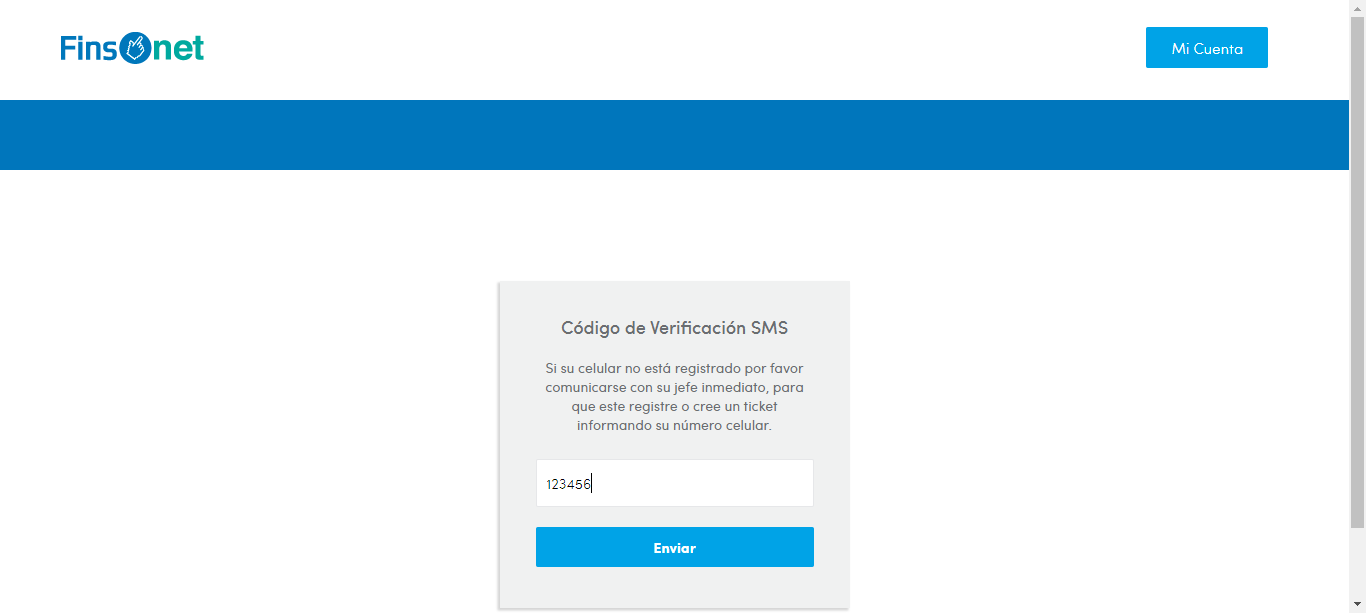 Finsonet
Mi Cuenta
Código de Verificación SMS
Si su celular no está registrado por favor
comunicarse con su jefe inmediato, para
que este registre o cree un ticket
informando su número celular.
123456
Enviar